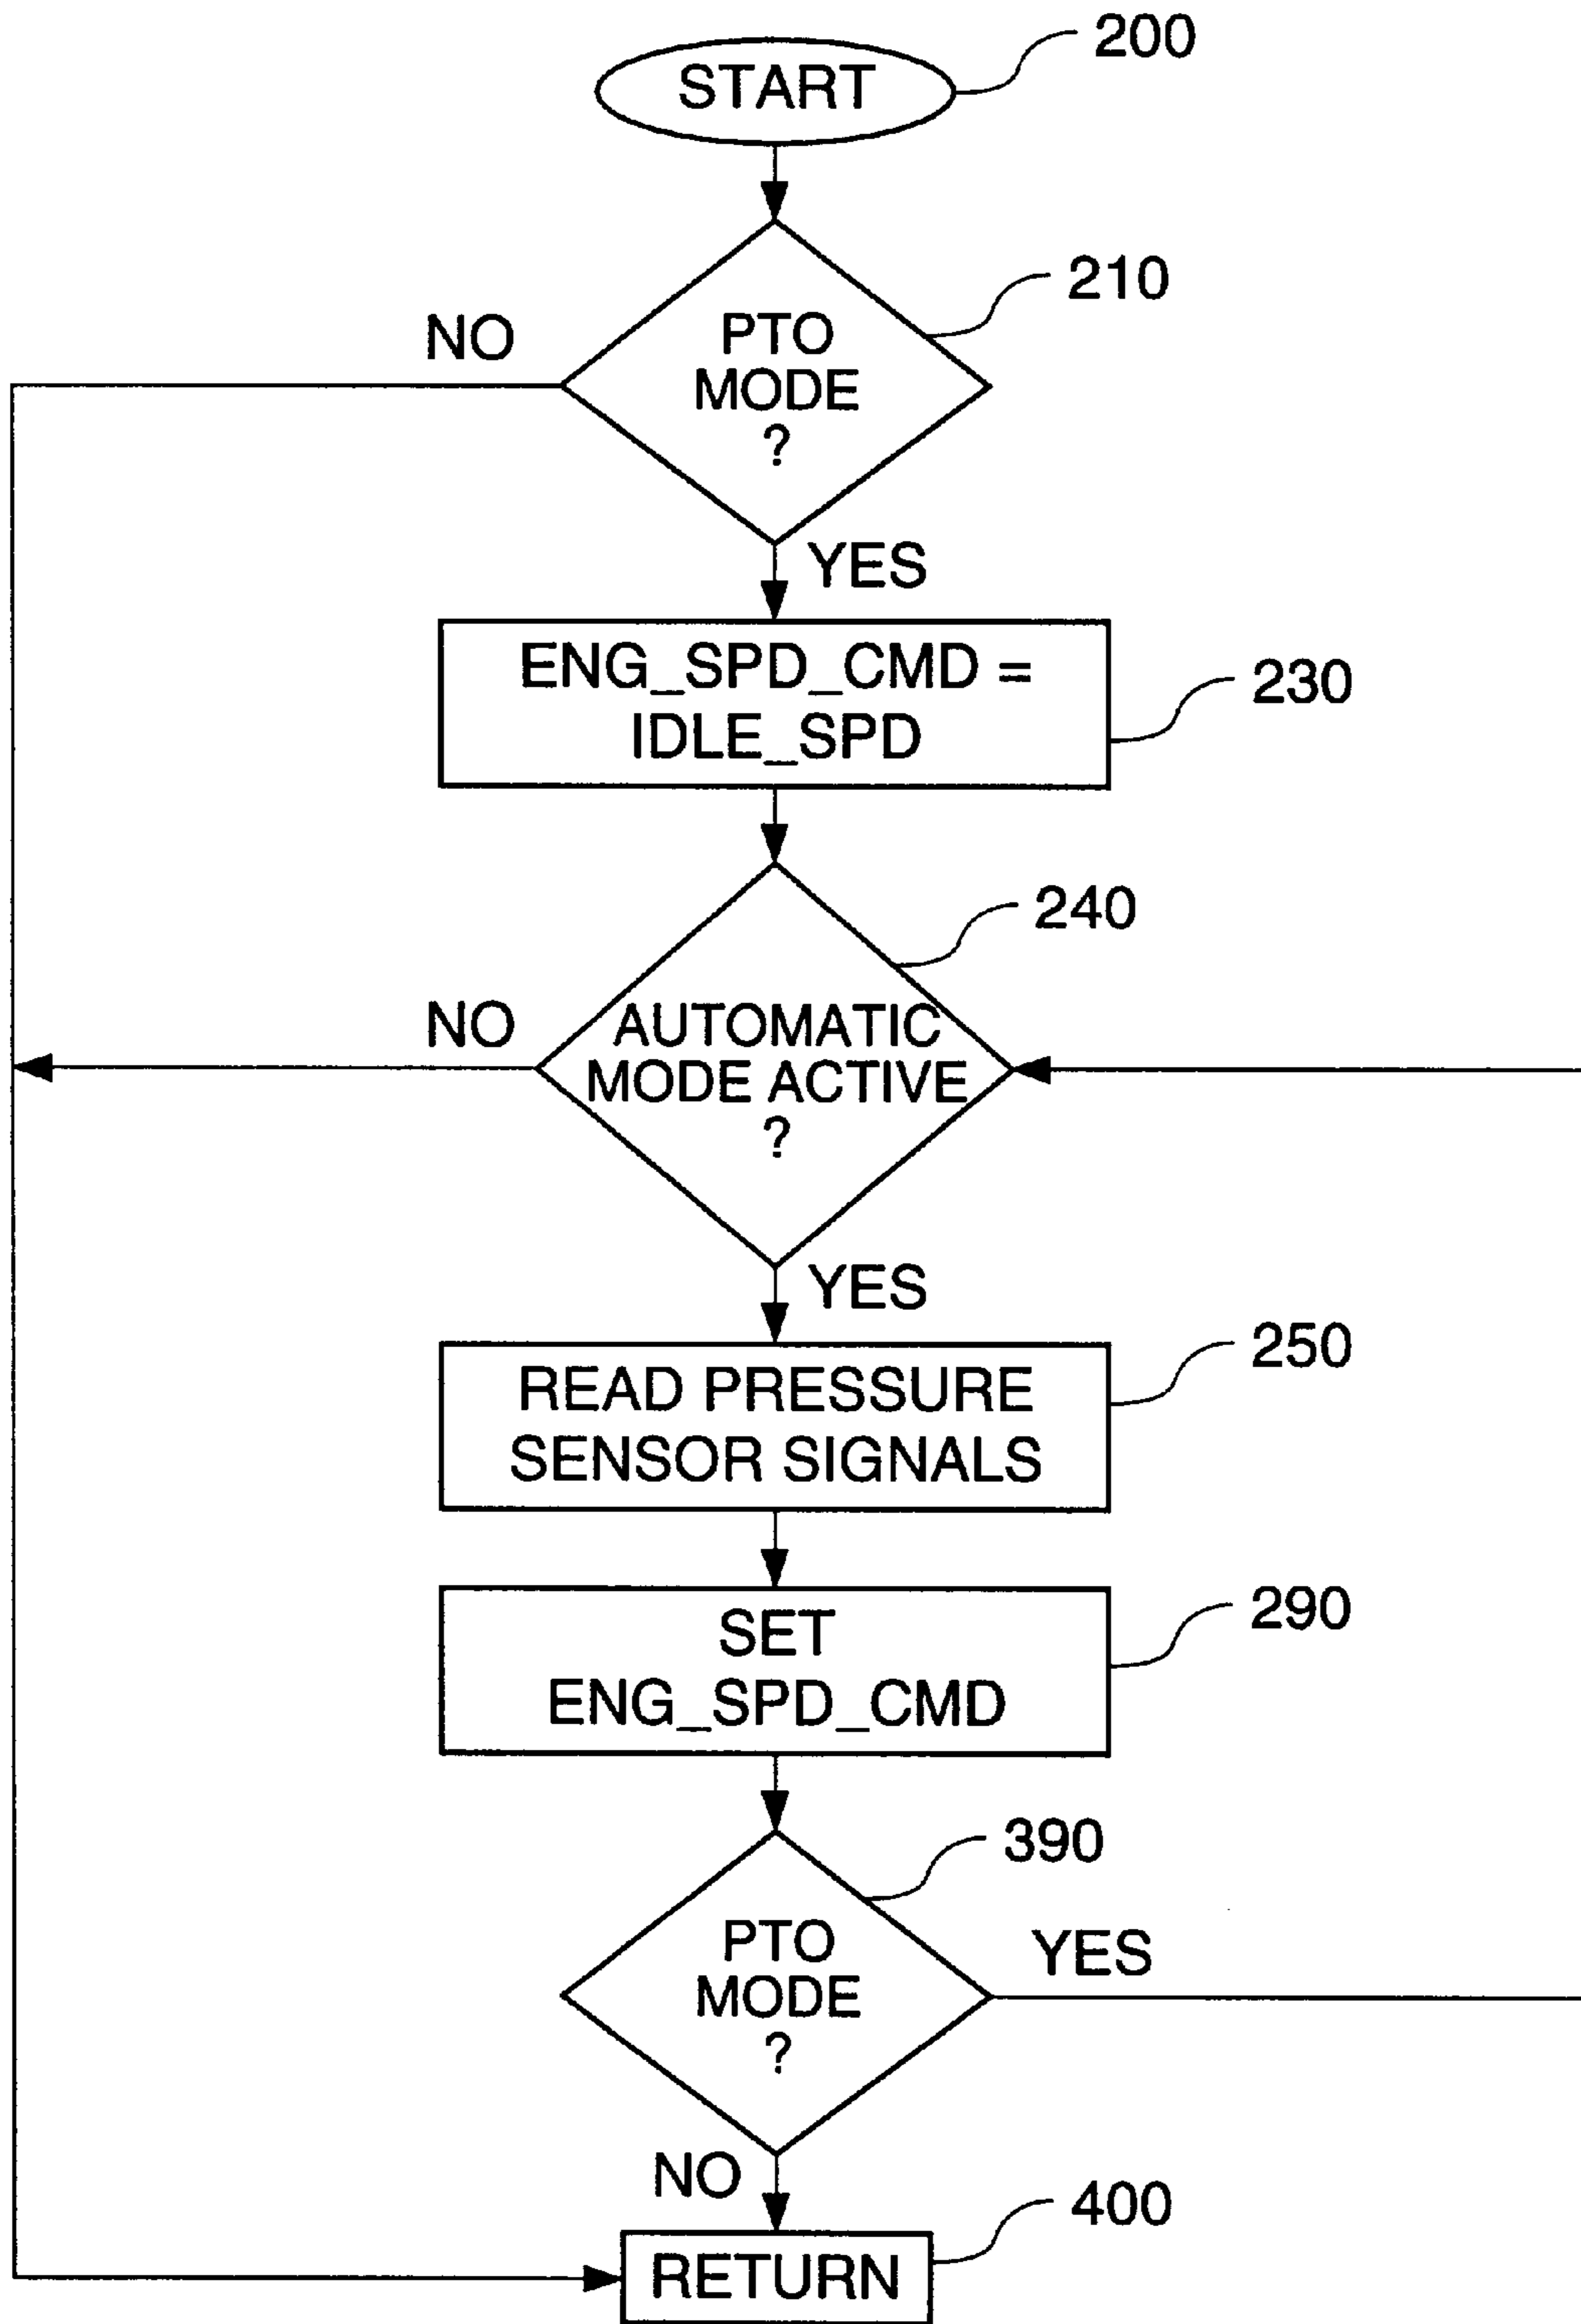 START
200
210
NO
PTO
MODE
?
YES
ENG_SPD_CMD =
IDLE_SPD
230
240
NO
AUTOMATIC
MODE ACTIVE
?
YES
READ PRESSURE
SENSOR SIGNALS
250
SET
ENG_SPD_CMD
290
390
PTO
MODE
?
YES
NO
400
RETURN